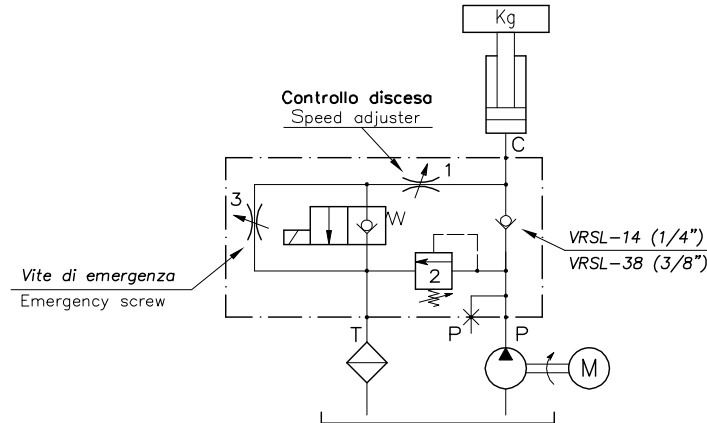 Kg
Controllo discesa
Speed adjuster
C
1
3
VRSL-14 (1/4")
VRSL-38 (3/8")
2
Vite di emergenza
Emergency screw
T
P
P
M